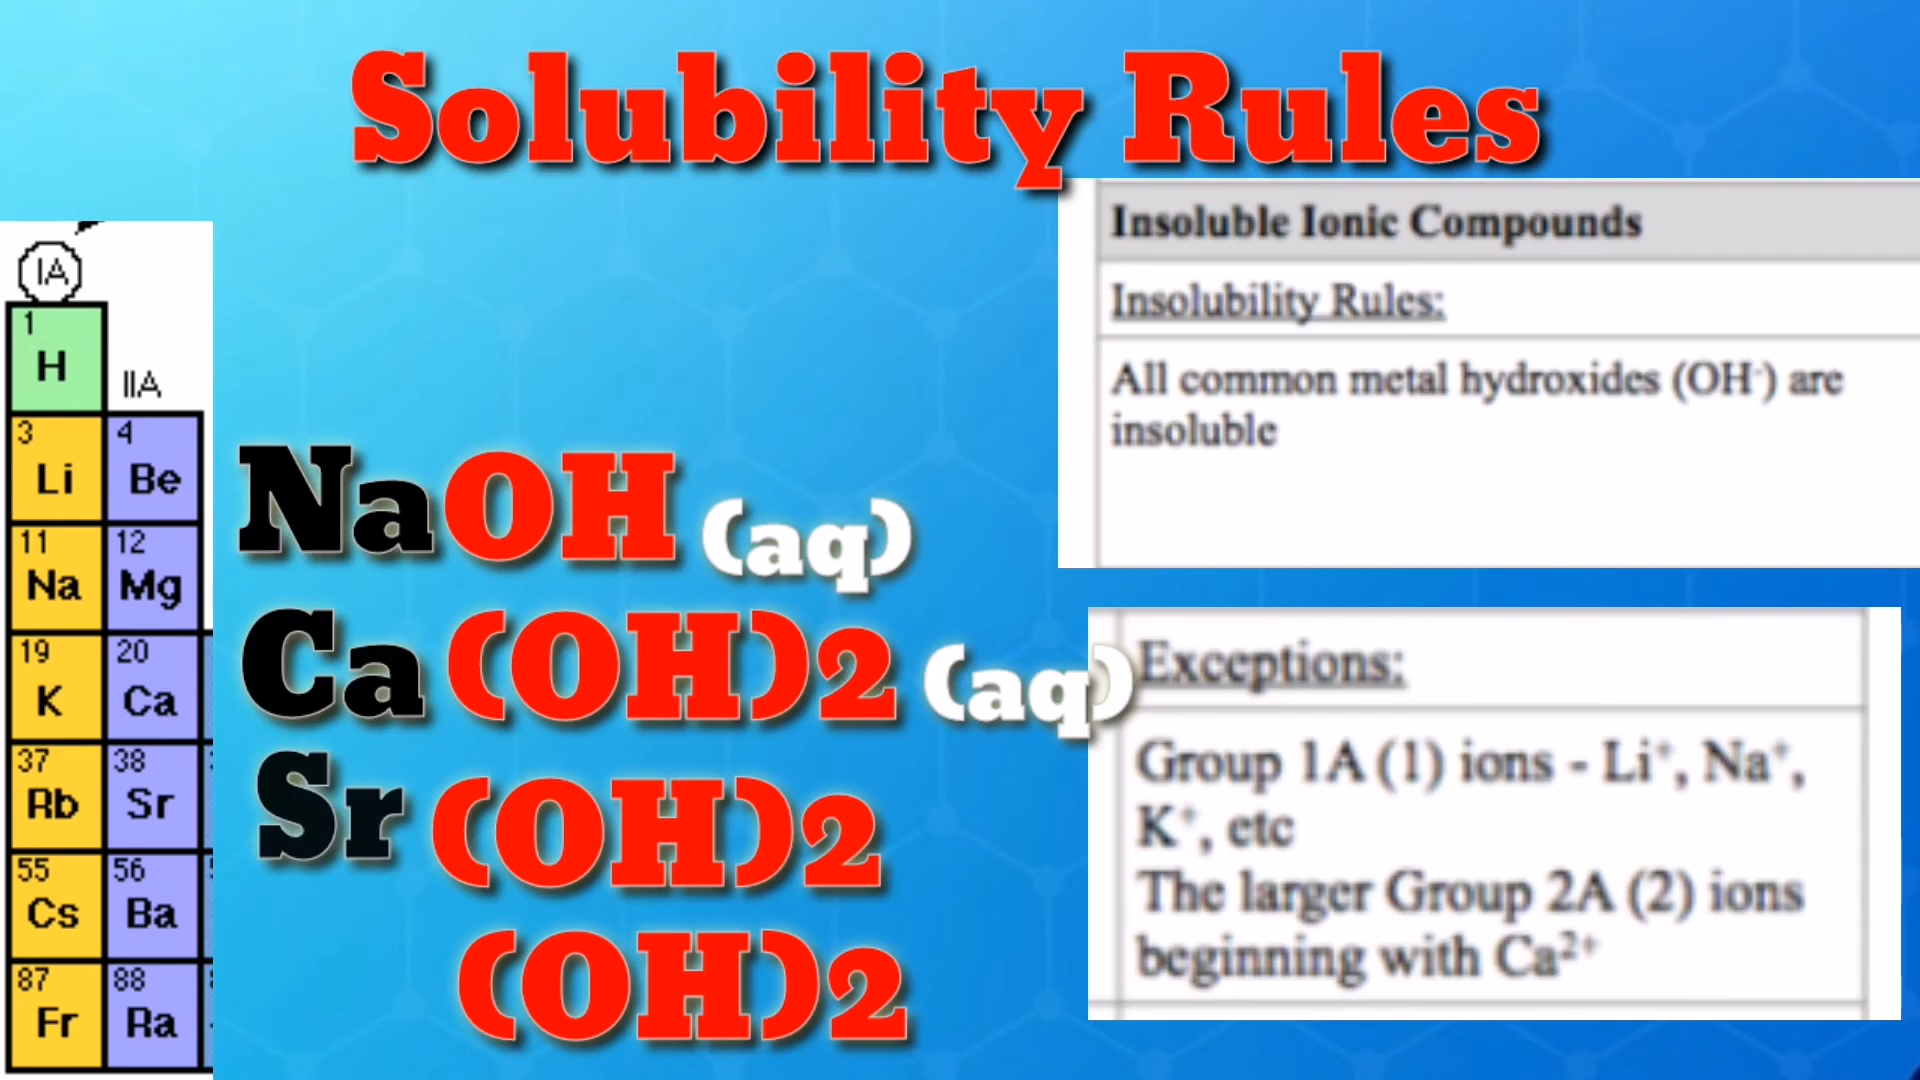 Solubility Rules
IA
1
H
IIA
3
Li
4
Be
11
Na
12
Mg
19
K
20
Ca
37
Rb
38
Sr
55
Cs
56
Ba
87
Fr
88
Ra
NaOH (aq)
Ca(OH)2 (aq)
Sr(OH)2
(OH)2
Insoluble Ionic Compounds
Insolubility Rules:
All common metal hydroxides (OH⁻) are
insoluble
Exceptions:
Group 1A (1) ions - Li⁺, Na⁺,
K⁺, etc
The larger Group 2A (2) ions
beginning with Ca²⁺